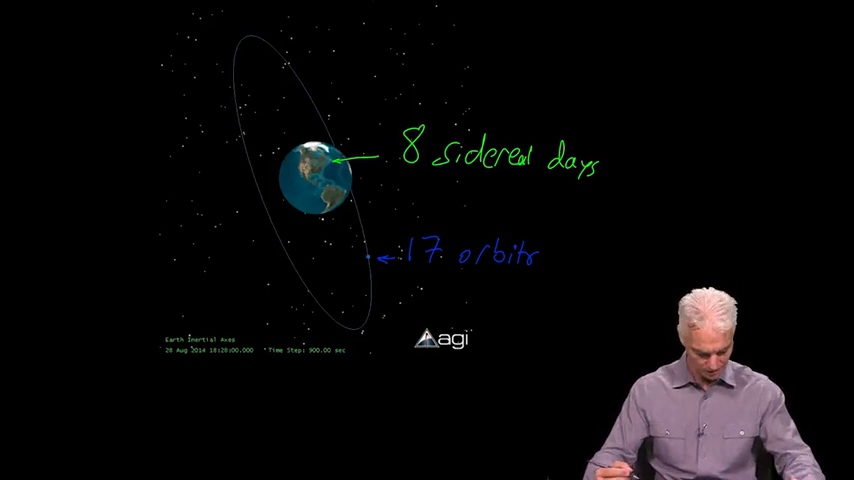 8 sidereal days
17 orbits
agi
Earth Inertial Axes
28 Aug 2014 18:28:00.000 Time Step: 900.00 sec